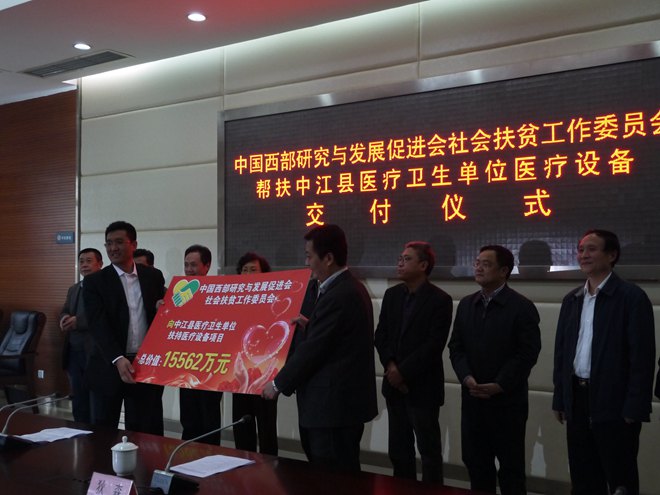 中国西部研究与发展促进会社会扶贫工作委员会
帮扶中江县医疗卫生单位医疗设备
交付仪式
中国西部研究与发展促进会
社会扶贫工作委员会
向中江县医疗卫生单位
扶持医疗设备项目
总价值:15562万元